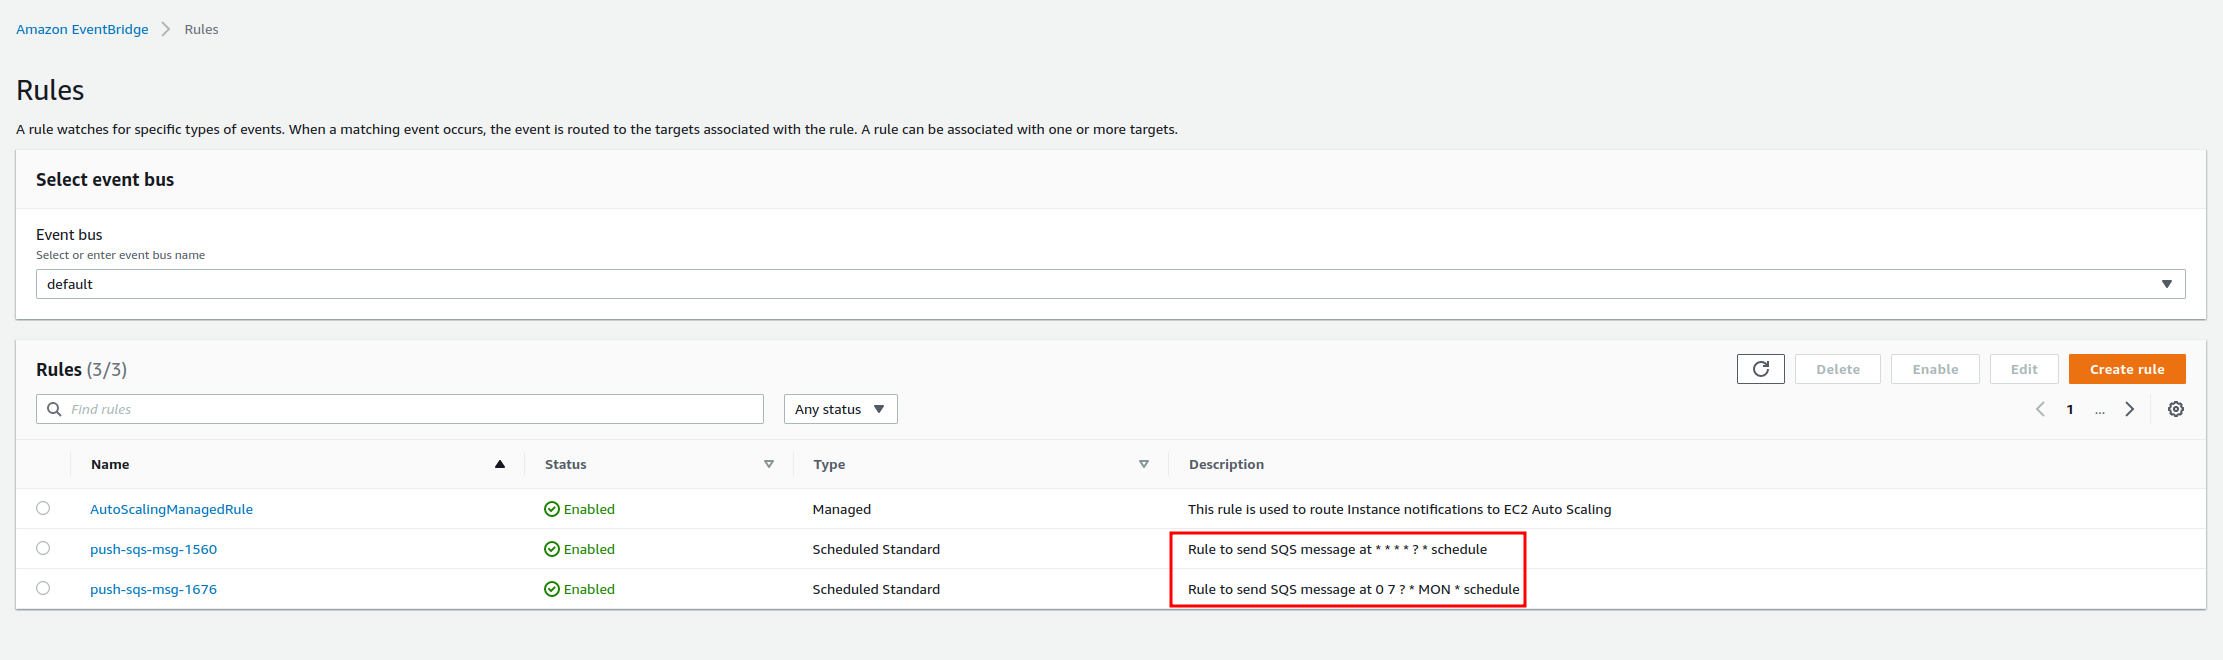 Amazon EventBridge > Rules
Rules
A rule watches for specific types of events. When a matching event occurs, the event is routed to the targets associated with the rule. A rule can be associated with one or more targets.
Select event bus
Event bus
Select or enter event bus name
default
Rules (3/3) Delete Enable Edit Create rule
Find rules Any status 1 ...
Name Status Type Description
AutoScalingManagedRule Enabled Managed This rule is used to route Instance notifications to EC2 Auto Scaling
push-sqs-msg-1560 Enabled Scheduled Standard Rule to send SQS message at * * * * ? * schedule
push-sqs-msg-1676 Enabled Scheduled Standard Rule to send SQS message at 0 7 ? * MON * schedule